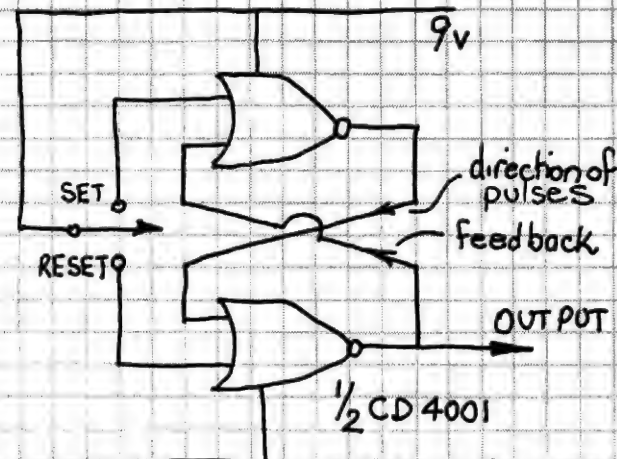 9v
direction of
pulses
SET
feedback
RESET
OUTPUT
1/2 CD 4001